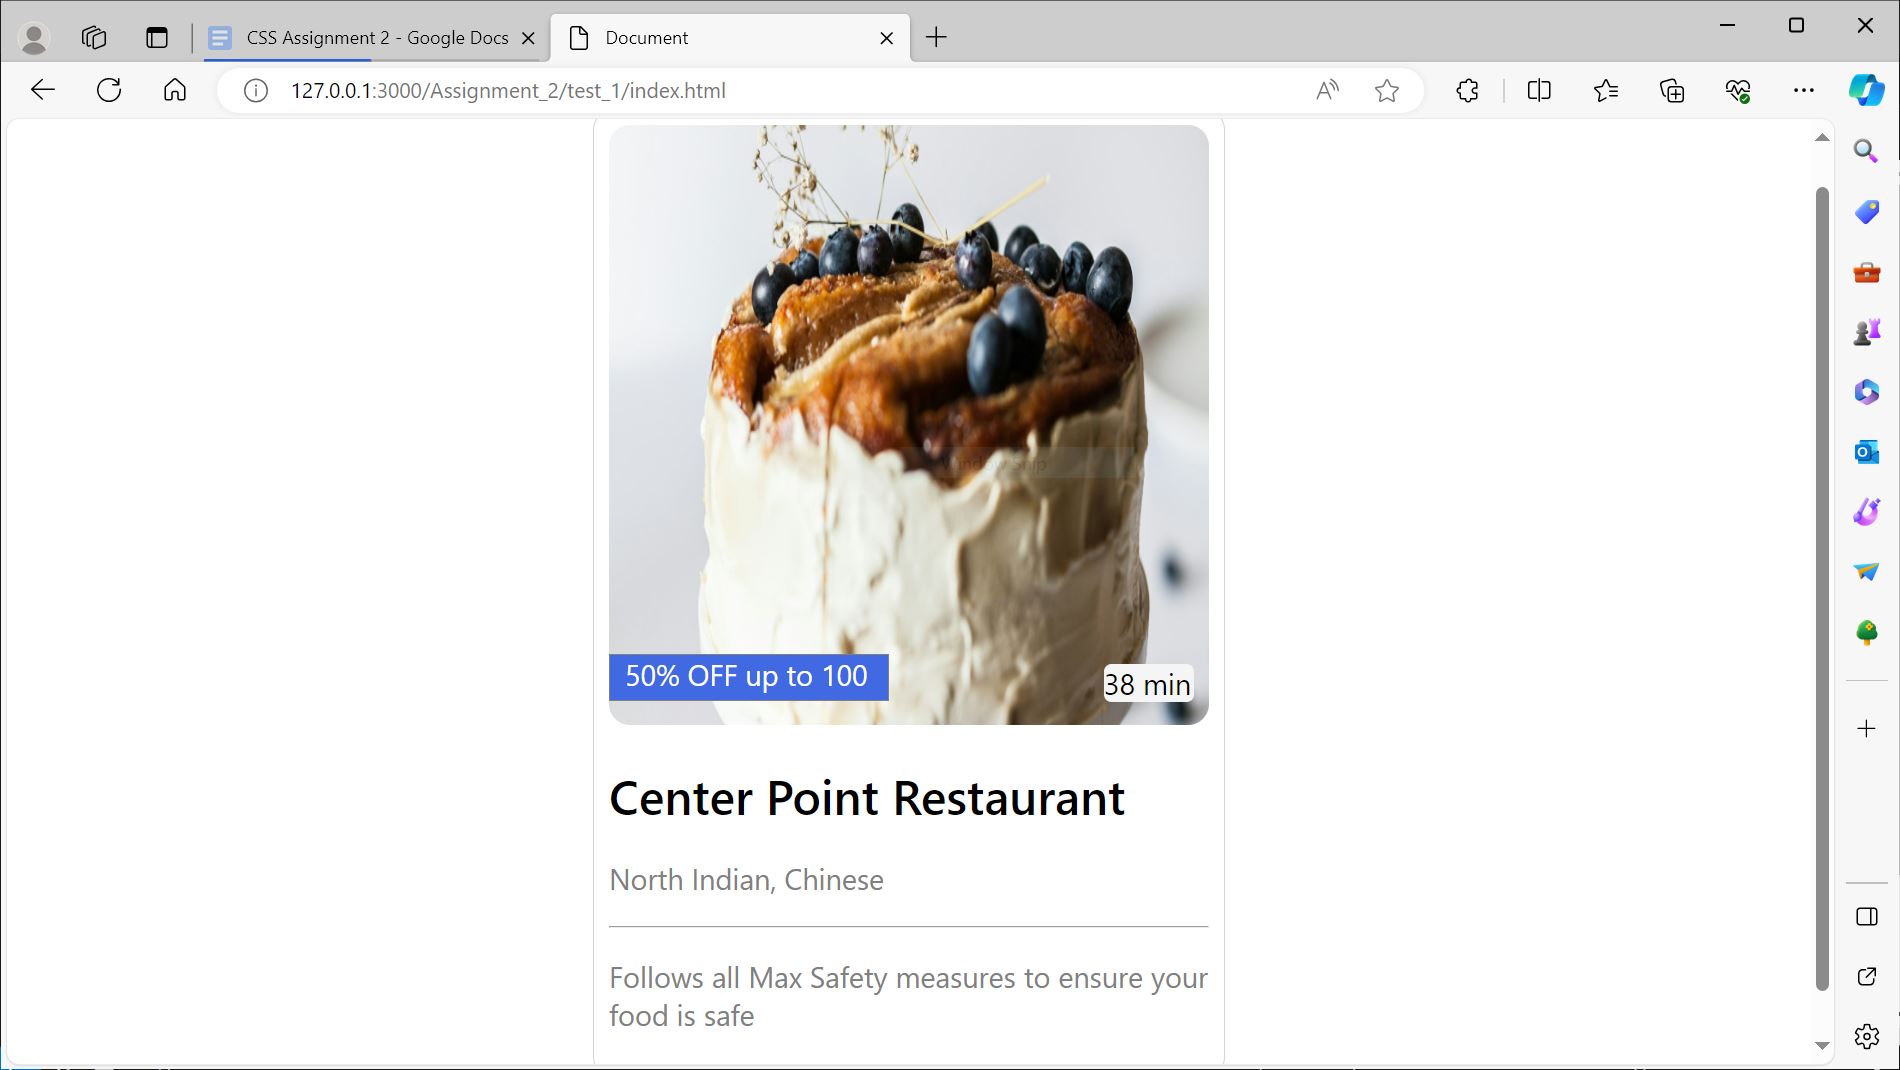 CSS Assignment 2 - Google Docs
Document
127.0.0.1:3000/Assignment_2/test_1/index.html
Window Snip
50% OFF up to 100
38 min
Center Point Restaurant
North Indian, Chinese
Follows all Max Safety measures to ensure your
food is safe